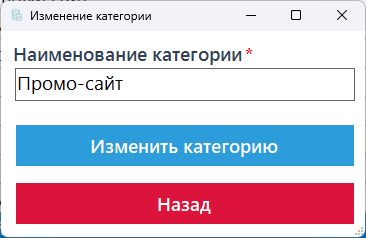 Изменение категории
Наименование категории *
Промо-сайт
Изменить категорию
Назад